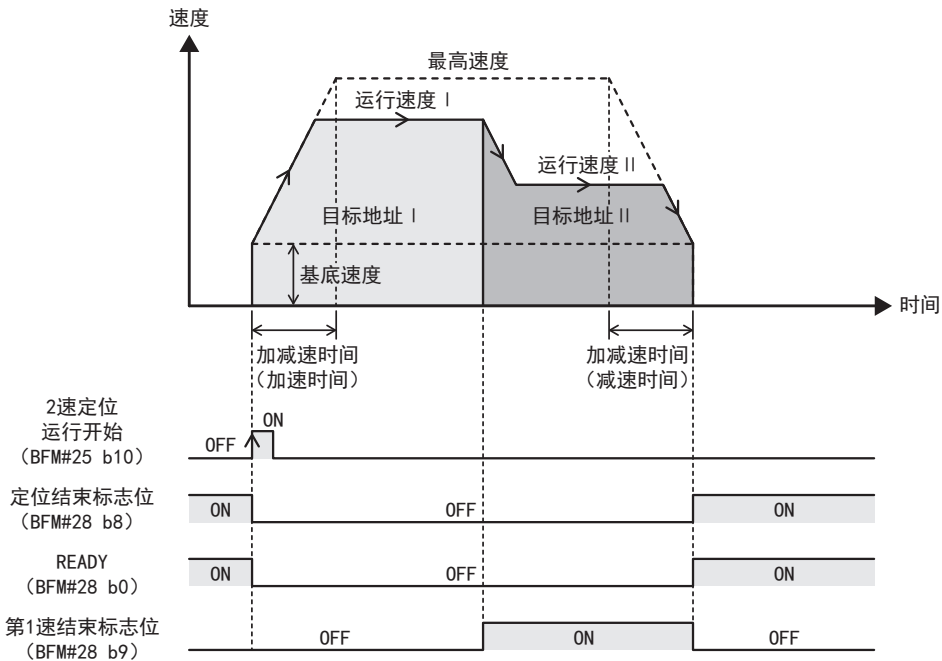 速度
最高速度
运行速度Ⅰ
运行速度Ⅱ
目标地址Ⅰ
目标地址Ⅱ
基底速度
时间
加减速时间
（加速时间）
加减速时间
（减速时间）
2速定位
运行开始
（BFM#25 b10）
OFF
ON
定位结束标志位
（BFM#28 b8）
ON
OFF
ON
READY
（BFM#28 b0）
ON
OFF
ON
第1速结束标志位
（BFM#28 b9）
OFF
ON
OFF